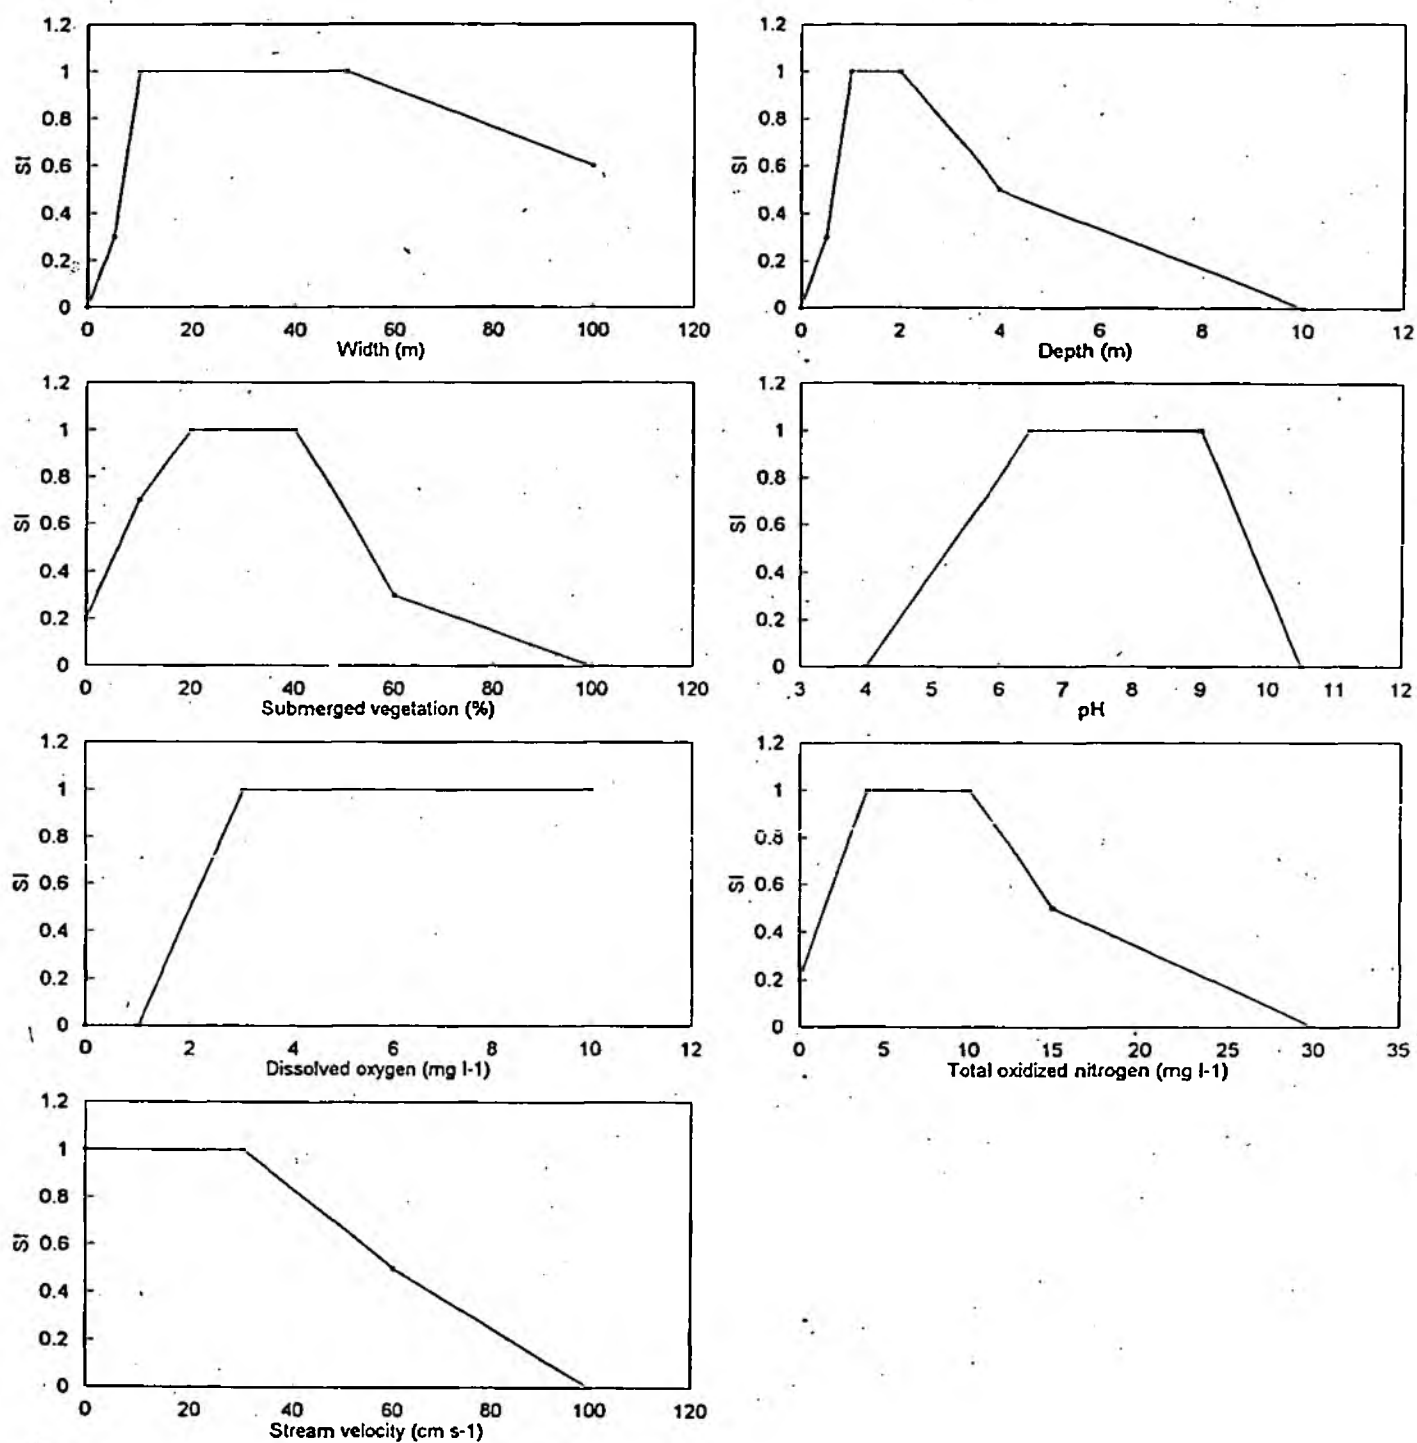 1.2
1
0.8
0.6
0.4
0.2
0
SI
0 20 40 60 80 100 120
Width (m)
1.2
1
0.8
0.6
0.4
0.2
0
SI
0 2 4 6 8 10 12
Depth (m)
1.2
1
0.8
0.6
0.4
0.2
0
SI
0 20 40 60 80 100 120
Submerged vegetation (%)
1.2
1
0.8
0.6
0.4
0.2
0
SI
3 4 5 6 7 8 9 10 11 12
pH
1.2
1
0.8
0.6
0.4
0.2
0
SI
0 2 4 6 8 10 12
Dissolved oxygen (mg l-1)
1.2
1
0.8
0.6
0.4
0.2
0
SI
0 5 10 15 20 25 30 35
Total oxidized nitrogen (mg l-1)
1.2
1
0.8
0.6
0.4
0.2
0
SI
0 20 40 60 80 100 120
Stream velocity (cm s-1)